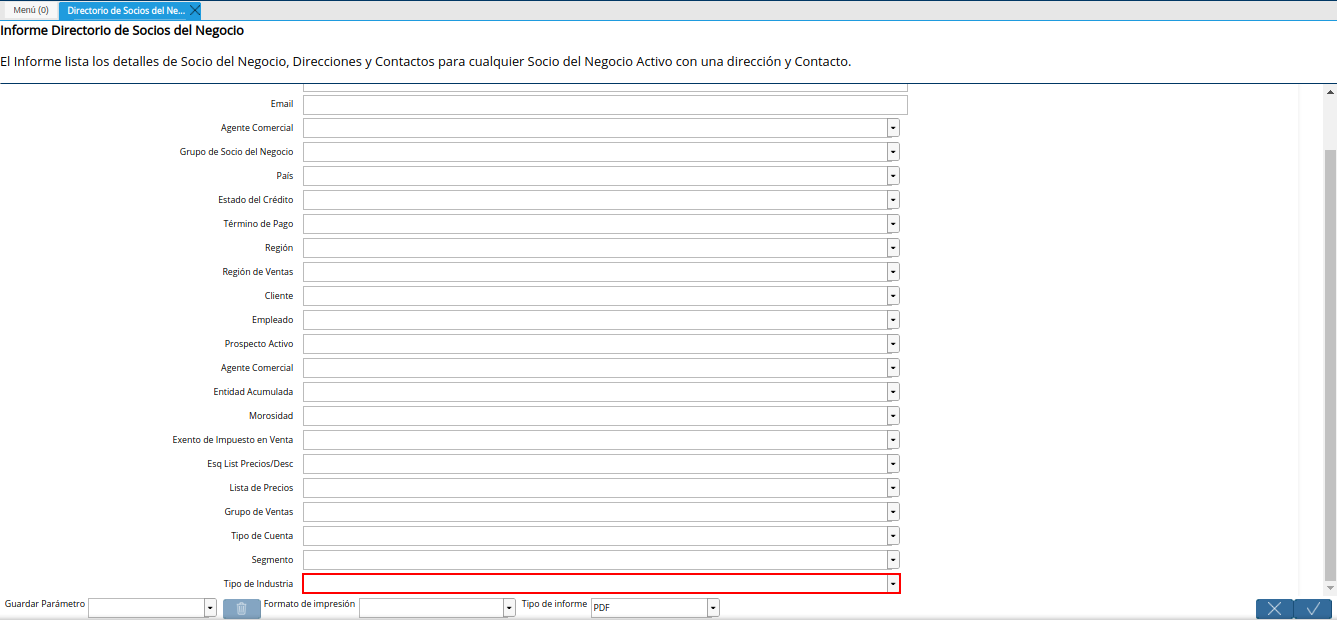 Menú (0)
Directorio de Socios del Ne...
Informe Directorio de Socios del Negocio
El Informe lista los detalles de Socio del Negocio, Direcciones y Contactos para cualquier Socio del Negocio Activo con una dirección y Contacto.
Email
Agente Comercial
Grupo de Socio del Negocio
País
Estado del Crédito
Término de Pago
Región
Región de Ventas
Cliente
Empleado
Prospecto Activo
Agente Comercial
Entidad Acumulada
Morosidad
Exento de Impuesto en Venta
Esq List Precios/Desc
Lista de Precios
Grupo de Ventas
Tipo de Cuenta
Segmento
Tipo de Industria
Guardar Parámetro
Formato de impresión
Tipo de informe
PDF